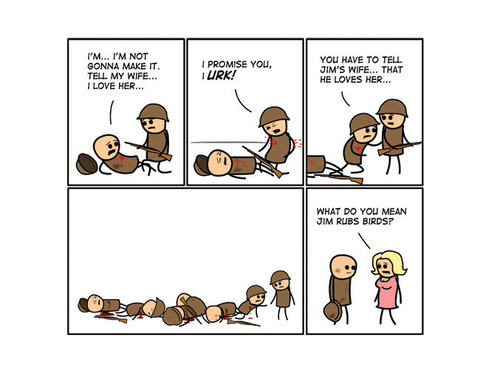 I'M... I'M NOT
GONNA MAKE IT.
TELL MY WIFE...
I LOVE HER...
I PROMISE YOU,
I URK!
YOU HAVE TO TELL
JIM'S WIFE... THAT
HE LOVES HER...
WHAT DO YOU MEAN
JIM RUBS BIRDS?